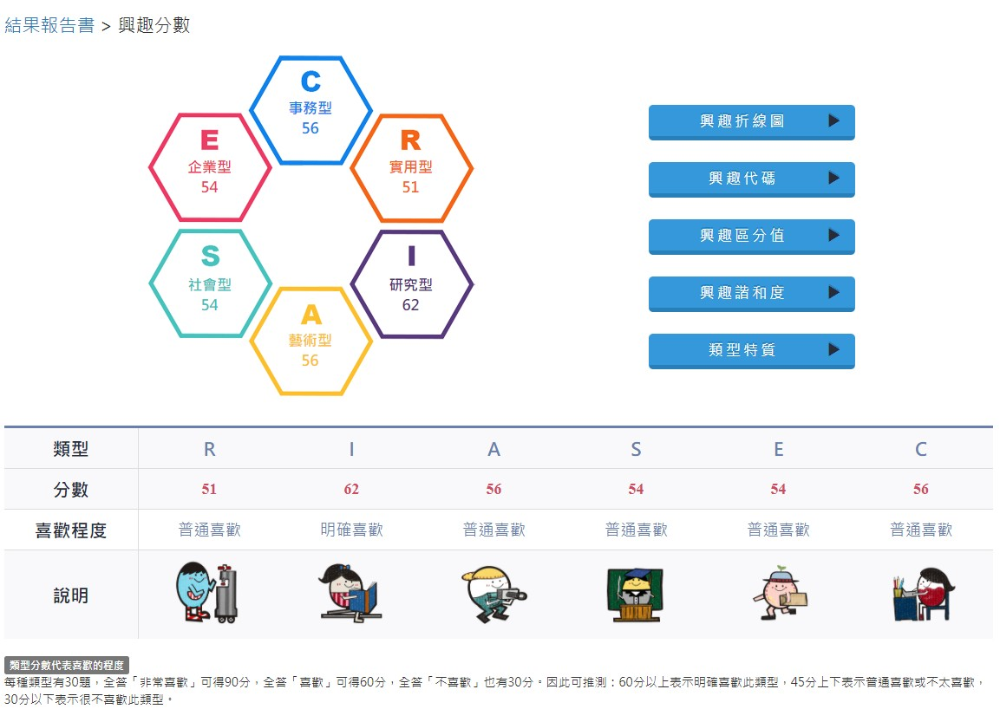 結果報告書 > 興趣分數
C
事務型
56
E
企業型
54
R
實用型
51
S
社會型
54
I
研究型
62
A
藝術型
56
興趣折線圖
興趣代碼
興趣區分值
興趣諧和度
類型特質
類型 R I A S E C
分數 51 62 56 54 54 56
喜歡程度 普通喜歡 明確喜歡 普通喜歡 普通喜歡 普通喜歡 普通喜歡
說明
類型分數代表喜歡的程度
每種類型有30題，全答「非常喜歡」可得90分，全答「喜歡」可得60分，全答「不喜歡」也有30分。因此可推測：60分以上表示明確喜歡此類型，45分上下表示普通喜歡或不太喜歡，
30分以下表示很不喜歡此類型。